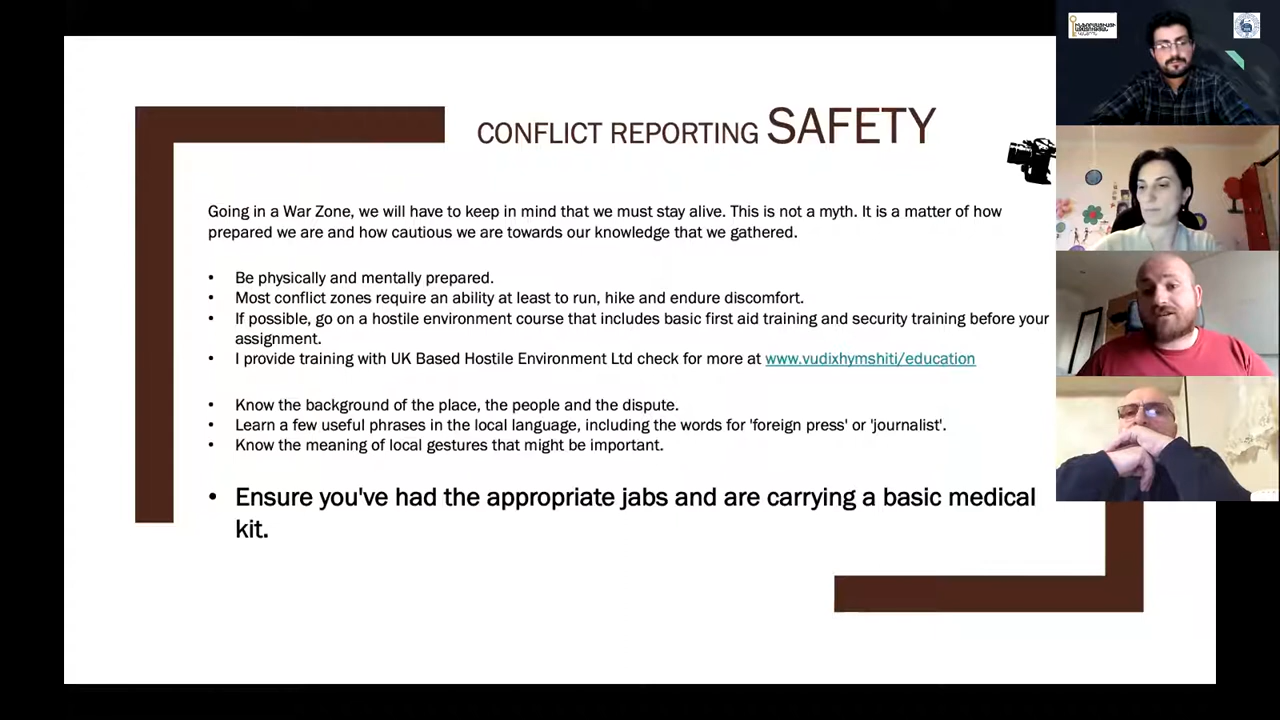 CONFLICT REPORTING SAFETY
Going in a War Zone, we will have to keep in mind that we must stay alive. This is not a myth. It is a matter of how
prepared we are and how cautious we are towards our knowledge that we gathered.
• Be physically and mentally prepared.
• Most conflict zones require an ability at least to run, hike and endure discomfort.
• If possible, go on a hostile environment course that includes basic first aid training and security training before your
assignment.
• I provide training with UK Based Hostile Environment Ltd check for more at www.vudixhymshiti/education
• Know the background of the place, the people and the dispute.
• Learn a few useful phrases in the local language, including the words for 'foreign press' or 'journalist'.
• Know the meaning of local gestures that might be important.
• Ensure you've had the appropriate jabs and are carrying a basic medical
kit.